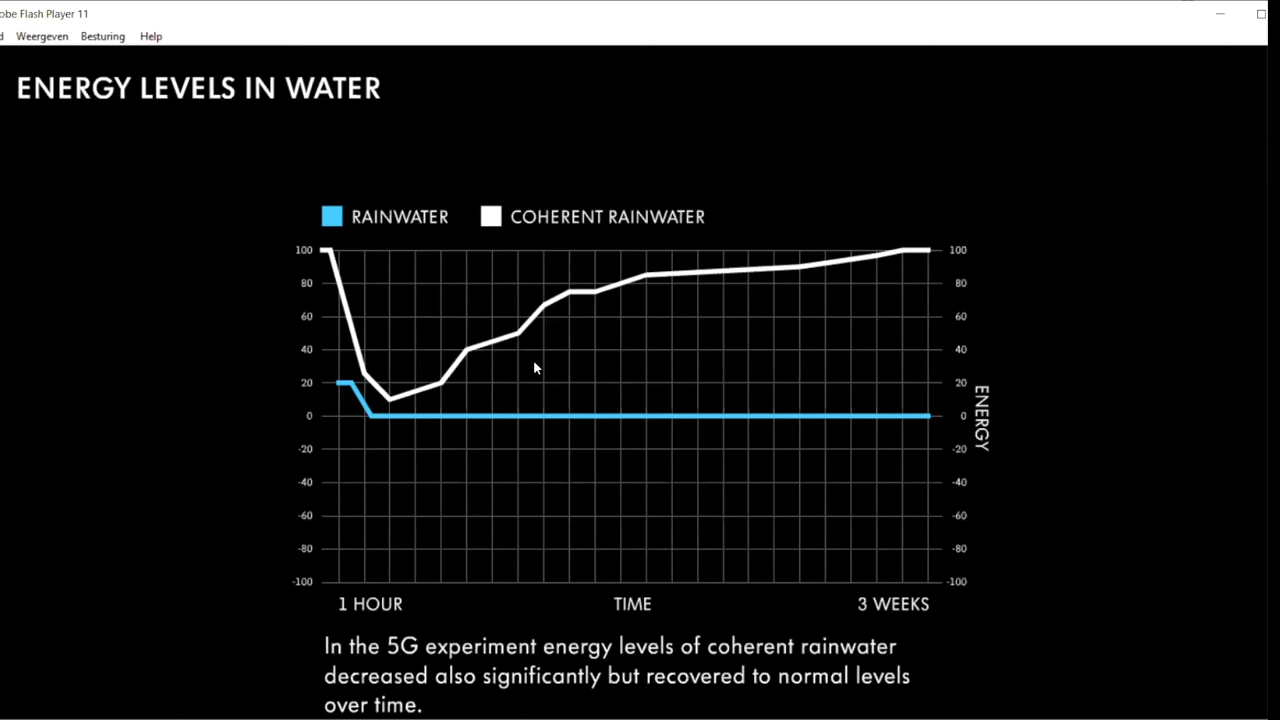 obe Flash Player 11
d Weergeven Besturing Help
ENERGY LEVELS IN WATER
RAINWATER COHERENT RAINWATER
100 100
80 80
60 60
40 40
20 20
0 0
-20 -20
-40 -40
-60 -60
-80 -80
-100 -100
ENERGY
1 HOUR TIME 3 WEEKS
In the 5G experiment energy levels of coherent rainwater
decreased also significantly but recovered to normal levels
over time.